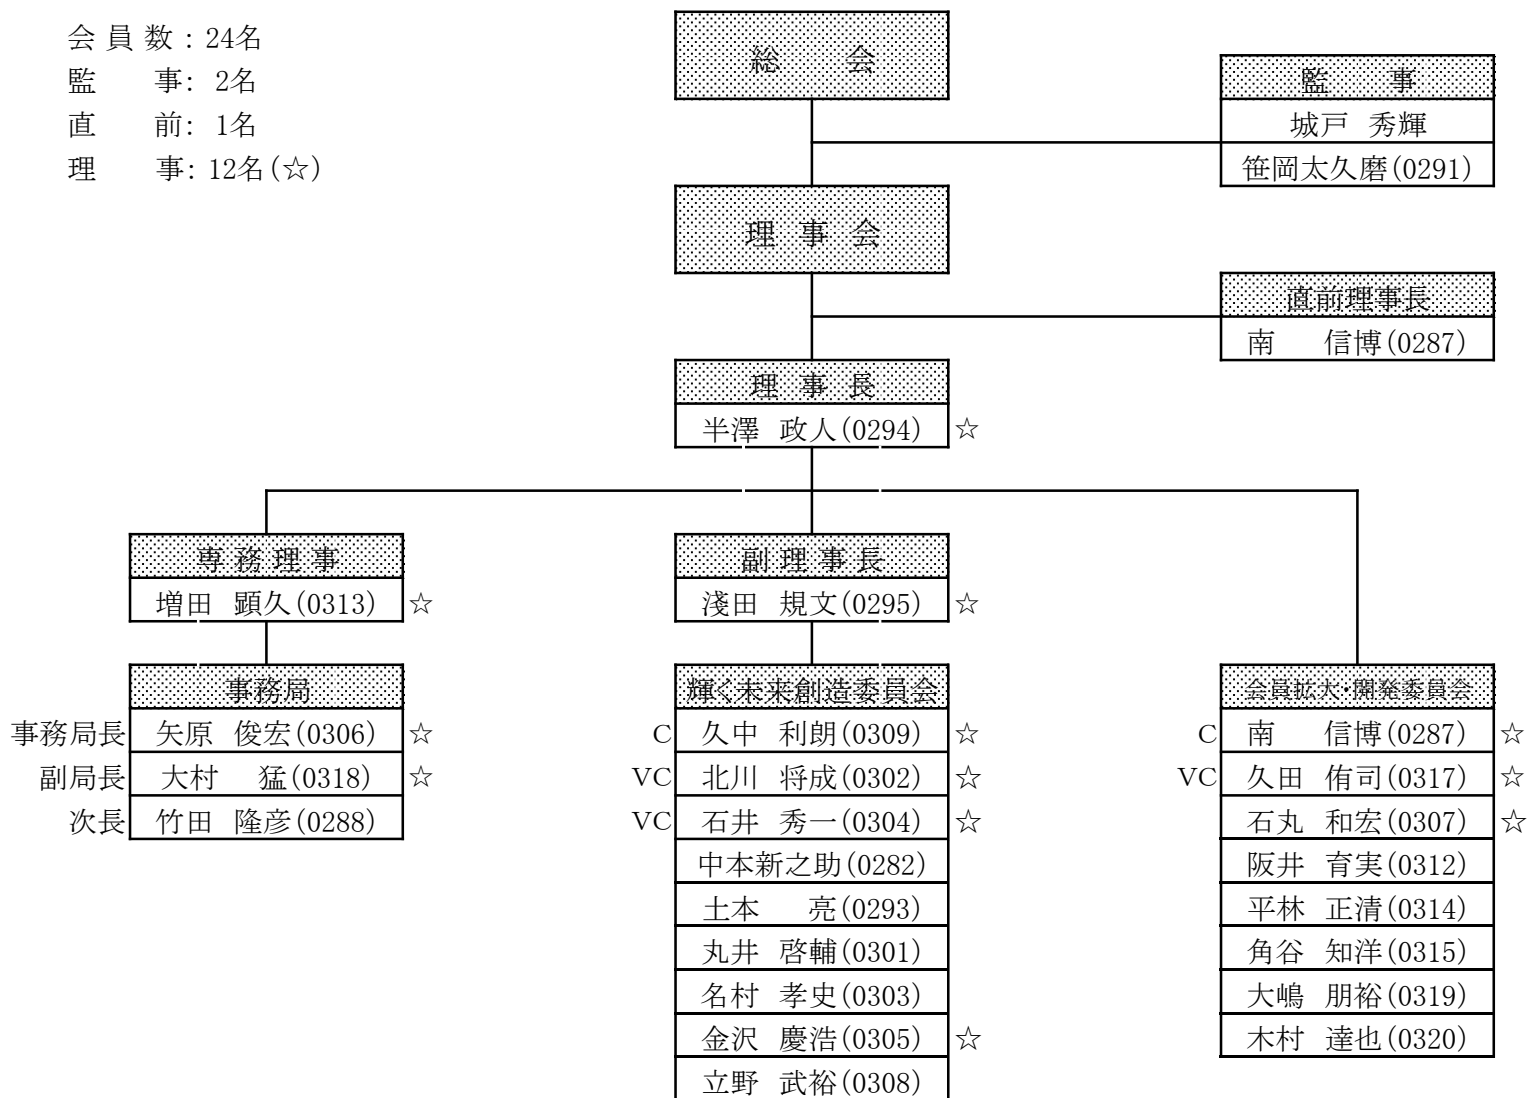 会 員 数 : 24名
監　　事: 2名
直　　前: 1名
理　　事: 12名(☆)
総　会
監　事
城戸 秀輝
笹岡太久磨(0291)
理 事 会
直前理事長
南　信博(0287)
理 事 長
半澤 政人(0294) ☆
専 務 理 事
増田 顕久(0313) ☆
副 理 事 長
淺田 規文(0295) ☆
事務局
事務局長 矢原 俊宏(0306) ☆
副局長 大村　猛(0318) ☆
次長 竹田 隆彦(0288)
輝く未来創造委員会
C 久中 利朗(0309) ☆
VC 北川 将成(0302) ☆
VC 石井 秀一(0304) ☆
中本新之助(0282)
土本　亮(0293)
丸井 啓輔(0301)
名村 孝史(0303)
金沢 慶浩(0305) ☆
立野 武裕(0308)
会員拡大・開発委員会
C 南　信博(0287) ☆
VC 久田 侑司(0317) ☆
石丸 和宏(0307) ☆
阪井 育実(0312)
平林 正清(0314)
角谷 知洋(0315)
大嶋 朋裕(0319)
木村 達也(0320)